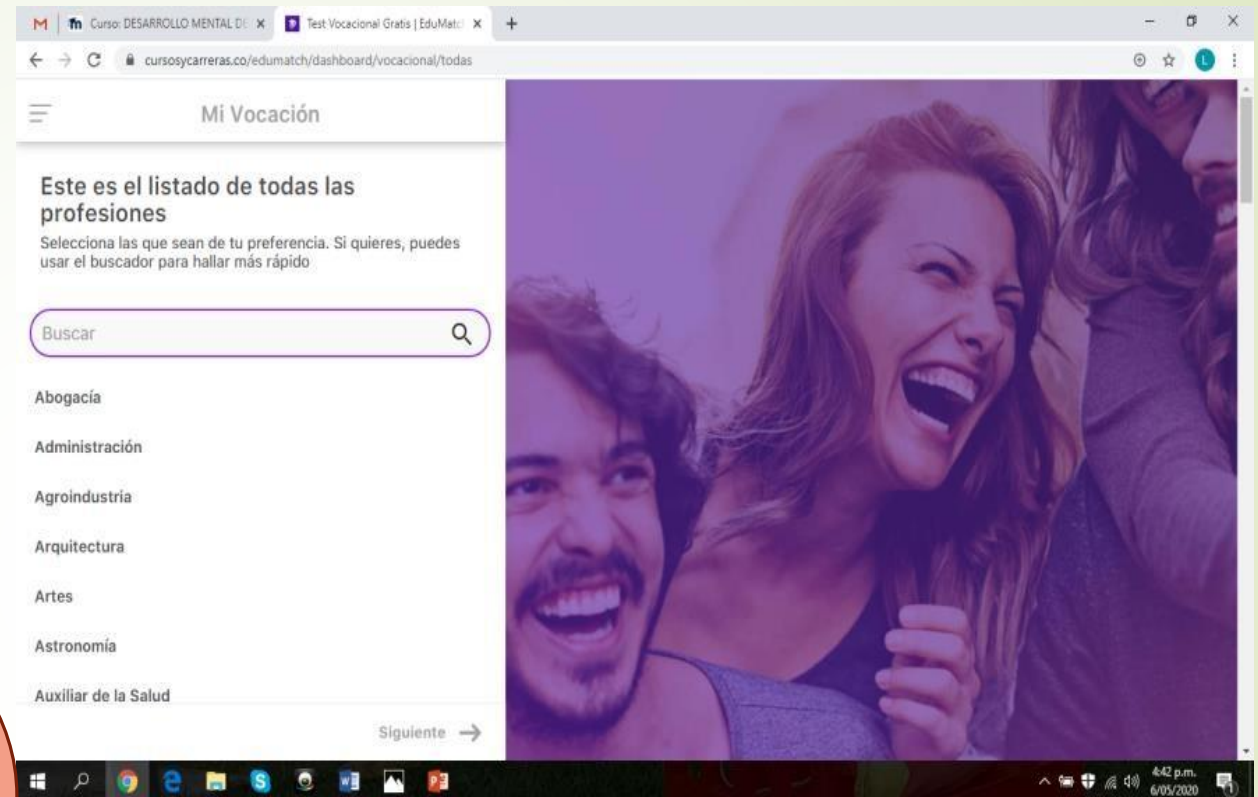 Curso: DESARROLLO MENTAL DE
Test Vocacional Gratis | EduMatc
cursosycarreras.co/edumatch/dashboard/vocacional/todas
L
Mi Vocación
Este es el listado de todas las
profesiones
Selecciona las que sean de tu preferencia. Si quieres, puedes
usar el buscador para hallar más rápido
Buscar
Abogacía
Administración
Agroindustria
Arquitectura
Artes
Astronomía
Auxiliar de la Salud
Siguiente →
4:42 p.m.
6/05/2020